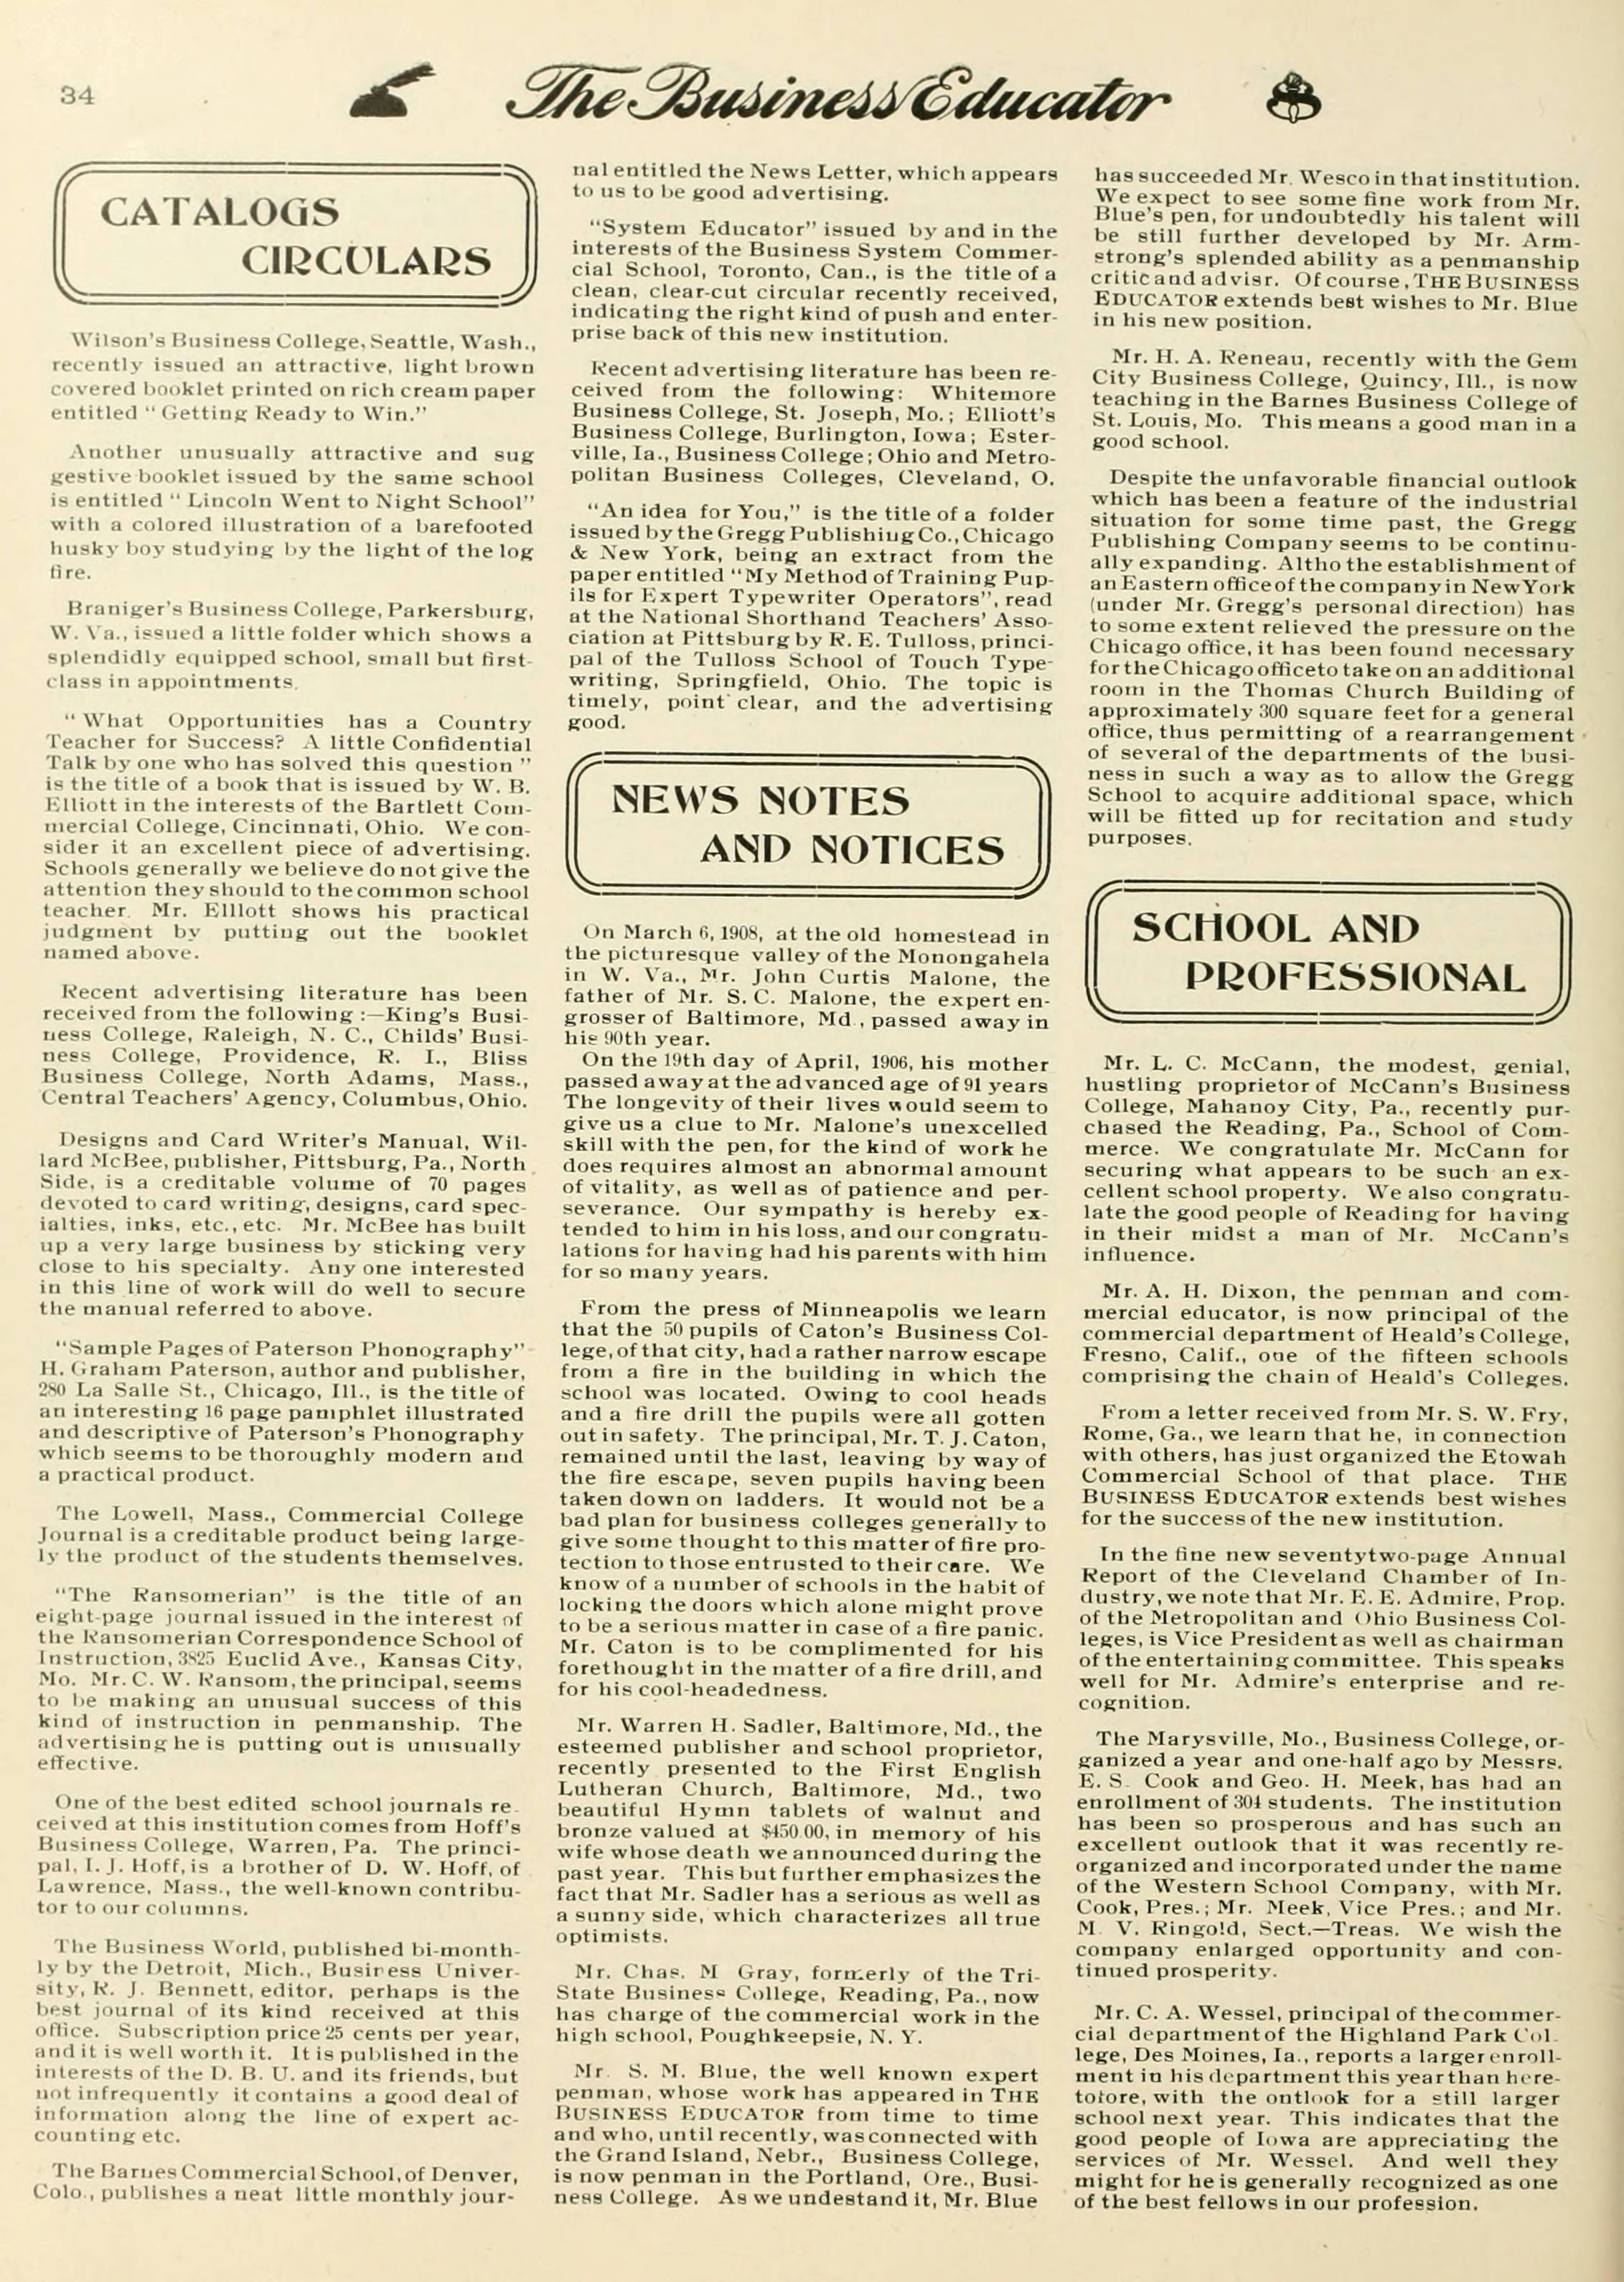 34
The Business Educator
CATALOGS
CIRCULARS
Wilson's Business College, Seattle, Wash.,
recently issued an attractive, light brown
covered booklet printed on rich cream paper
entitled "Getting Ready to Win."
Another unusually attractive and sug
gestive booklet issued by the same school
is entitled "Lincoln Went to Night School"
with a colored illustration of a barefooted
husky boy studying by the light of the log
fire.
Braniger's Business College, Parkersburg,
W. Va., issued a little folder which shows a
splendidly equipped school, small but first-
class in appointments.
"What Opportunities has a Country
Teacher for Success? A little Confidential
Talk by one who has solved this question"
is the title of a book that is issued by W. B.
Elliott in the interests of the Bartlett Com-
mercial College, Cincinnati, Ohio. We con-
sider it an excellent piece of advertising.
Schools generally we believe do not give the
attention they should to the common school
teacher. Mr. Elllott shows his practical
judgment by putting out the booklet
named above.
Recent advertising literature has been
received from the following:—King's Busi-
ness College, Raleigh, N. C., Childs' Busi-
ness College, Providence, R. I., Bliss
Business College, North Adams, Mass.,
Central Teachers' Agency, Columbus, Ohio.
Designs and Card Writer's Manual, Wil-
lard McBee, publisher, Pittsburg, Pa., North
Side, is a creditable volume of 70 pages
devoted to card writing, designs, card spec-
ialties, inks, etc., etc. Mr. McBee has built
up a very large business by sticking very
close to his specialty. Any one interested
in this line of work will do well to secure
the manual referred to above.
"Sample Pages of Paterson Phonography"
H. Graham Paterson, author and publisher,
280 La Salle St., Chicago, Ill., is the title of
an interesting 16 page pamphlet illustrated
and descriptive of Paterson's Phonography
which seems to be thoroughly modern and
a practical product.
The Lowell, Mass., Commercial College
Journal is a creditable product being large-
ly the product of the students themselves.
"The Ransomerian" is the title of an
eight-page journal issued in the interest of
the Ransomerian Correspondence School of
Instruction, 3825 Euclid Ave., Kansas City,
Mo. Mr. C. W. Ransom, the principal, seems
to be making an unusual success of this
kind of instruction in penmanship. The
advertising he is putting out is unusually
effective.
One of the best edited school journals re
ceived at this institution comes from Hoff's
Business College, Warren, Pa. The princi-
pal, I. J. Hoff, is a brother of D. W. Hoff, of
Lawrence, Mass., the well-known contribu-
tor to our columns.
The Business World, published bi-month-
ly by the Detroit, Mich., Business Univer-
sity, R. J. Bennett, editor, perhaps is the
best journal of its kind received at this
office. Subscription price 25 cents per year,
and it is well worth it. It is published in the
interests of the D. B. U. and its friends, but
not infrequently it contains a good deal of
information along the line of expert ac-
counting etc.
The Barnes Commercial School, of Denver,
Colo., publishes a neat little monthly jour-
nal entitled the News Letter, which appears
to us to be good advertising.
"System Educator" issued by and in the
interests of the Business System Commer-
cial School, Toronto, Can., is the title of a
clean, clear-cut circular recently received,
indicating the right kind of push and enter-
prise back of this new institution.
Recent advertising literature has been re-
ceived from the following: Whitemore
Business College, St. Joseph, Mo.; Elliott's
Business College, Burlington, Iowa; Ester-
ville, Ia., Business College; Ohio and Metro-
politan Business Colleges, Cleveland, O.
"An idea for You," is the title of a folder
issued by the Gregg Publishiug Co., Chicago
& New York, being an extract from the
paper entitled "My Method of Training Pup-
ils for Expert Typewriter Operators", read
at the National Shorthand Teachers' Asso-
ciation at Pittsburg by R. E. Tulloss, princi-
pal of the Tulloss School of Touch Type-
writing, Springfield, Ohio. The topic is
timely, point clear, and the advertising
good.
NEWS NOTES
AND NOTICES
On March 6, 1908, at the old homestead in
the picturesque valley of the Monongahela
in W. Va., Mr. John Curtis Malone, the
father of Mr. S. C. Malone, the expert en-
grosser of Baltimore, Md., passed away in
his 90th year.
On the 19th day of April, 1906, his mother
passed away at the advanced age of 91 years
The longevity of their lives would seem to
give us a clue to Mr. Malone's unexcelled
skill with the pen, for the kind of work he
does requires almost an abnormal amount
of vitality, as well as of patience and per-
severance. Our sympathy is hereby ex-
tended to him in his loss, and our congratu-
lations for having had his parents with him
for so many years.
From the press of Minneapolis we learn
that the 50 pupils of Caton's Business Col-
lege, of that city, had a rather narrow escape
from a fire in the building in which the
school was located. Owing to cool heads
and a fire drill the pupils were all gotten
out in safety. The principal, Mr. T. J. Caton,
remained until the last, leaving by way of
the fire escape, seven pupils having been
taken down on ladders. It would not be a
bad plan for business colleges generally to
give some thought to this matter of fire pro-
tection to those entrusted to their care. We
know of a number of schools in the habit of
locking the doors which alone might prove
to be a serious matter in case of a fire panic.
Mr. Caton is to be complimented for his
forethought in the matter of a fire drill, and
for his cool-headedness.
Mr. Warren H. Sadler, Baltimore, Md., the
esteemed publisher and school proprietor,
recently presented to the First English
Lutheran Church, Baltimore, Md., two
beautiful Hymn tablets of walnut and
bronze valued at $450.00, in memory of his
wife whose death we announced during the
past year. This but further emphasizes the
fact that Mr. Sadler has a serious as well as
a sunny side, which characterizes all true
optimists.
Mr. Chas. M Gray, formerly of the Tri-
State Business College, Reading, Pa., now
has charge of the commercial work in the
high school, Poughkeepsie, N. Y.
Mr. S. M. Blue, the well known expert
penman, whose work has appeared in THE
BUSINESS EDUCATOR from time to time
and who, until recently, was connected with
the Grand Island, Nebr., Business College,
is now penman in the Portland, Ore., Busi-
ness College. As we undestand it, Mr. Blue
has succeeded Mr. Wesco in that institution.
We expect to see some fine work from Mr.
Blue's pen, for undoubtedly his talent will
be still further developed by Mr. Arm-
strong's splended ability as a penmanship
critic and advisr. Of course, THE BUSINESS
EDUCATOR extends best wishes to Mr. Blue
in his new position.
Mr. H. A. Reneau, recently with the Gem
City Business College, Quincy, Ill., is now
teaching in the Barnes Business College of
St. Louis, Mo. This means a good man in a
good school.
Despite the unfavorable financial outlook
which has been a feature of the industrial
situation for some time past, the Gregg
Publishing Company seems to be continu-
ally expanding. Altho the establishment of
an Eastern office of the company in New York
(under Mr. Gregg's personal direction) has
to some extent relieved the pressure on the
Chicago office, it has been found necessary
for the Chicago office to take on an additional
room in the Thomas Church Building of
approximately 300 square feet for a general
office, thus permitting of a rearrangement
of several of the departments of the busi-
ness in such a way as to allow the Gregg
School to acquire additional space, which
will be fitted up for recitation and study
purposes.
SCHOOL AND
PROFESSIONAL
Mr. L. C. McCann, the modest, genial,
hustling proprietor of McCann's Business
College, Mahanoy City, Pa., recently pur-
chased the Reading, Pa., School of Com-
merce. We congratulate Mr. McCann for
securing what appears to be such an ex-
cellent school property. We also congratu-
late the good people of Reading for having
in their midst a man of Mr. McCann's
influence.
Mr. A. H. Dixon, the penman and com-
mercial educator, is now principal of the
commercial department of Heald's College,
Fresno, Calif., one of the fifteen schools
comprising the chain of Heald's Colleges.
From a letter received from Mr. S. W. Fry,
Rome, Ga., we learn that he, in connection
with others, has just organized the Etowah
Commercial School of that place. THE
BUSINESS EDUCATOR extends best wishes
for the success of the new institution.
In the fine new seventytwo-page Annual
Report of the Cleveland Chamber of In-
dustry, we note that Mr. E. E. Admire, Prop.
of the Metropolitan and Ohio Business Col-
leges, is Vice President as well as chairman
of the entertaining committee. This speaks
well for Mr. Admire's enterprise and re-
cognition.
The Marysville, Mo., Business College, or-
ganized a year and one-half ago by Messrs.
E. S. Cook and Geo. H. Meek, has had an
enrollment of 304 students. The institution
has been so prosperous and has such an
excellent outlook that it was recently re-
organized and incorporated under the name
of the Western School Company, with Mr.
Cook, Pres.; Mr. Meek, Vice Pres.; and Mr.
M. V. Ringold, Sect.—Treas. We wish the
company enlarged opportunity and con-
tinued prosperity.
Mr. C. A. Wessel, principal of the commer-
cial department of the Highland Park Col-
lege, Des Moines, Ia., reports a larger enroll-
ment in his department this year than here-
tofore, with the outlook for a still larger
school next year. This indicates that the
good people of Iowa are appreciating the
services of Mr. Wessel. And well they
might for he is generally recognized as one
of the best fellows in our profession.